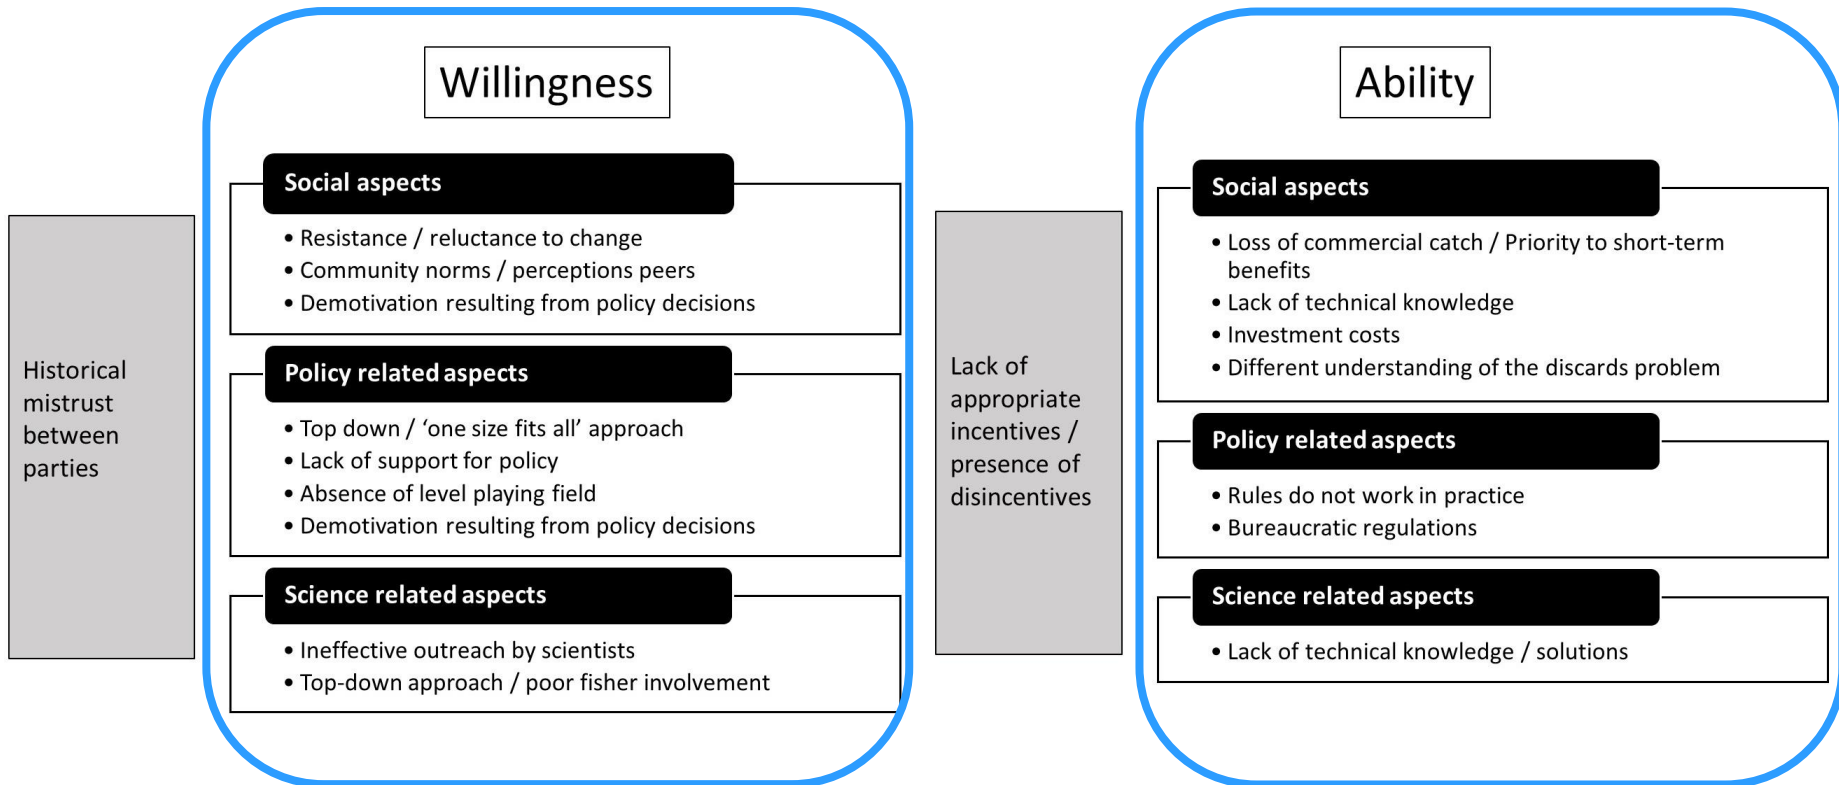 Historical
mistrust
between
parties
Willingness
Social aspects
• Resistance / reluctance to change
• Community norms / perceptions peers
• Demotivation resulting from policy decisions
Policy related aspects
• Top down / ‘one size fits all’ approach
• Lack of support for policy
• Absence of level playing field
• Demotivation resulting from policy decisions
Science related aspects
• Ineffective outreach by scientists
• Top-down approach / poor fisher involvement
Lack of
appropriate
incentives /
presence of
disincentives
Ability
Social aspects
• Loss of commercial catch / Priority to short-term
benefits
• Lack of technical knowledge
• Investment costs
• Different understanding of the discards problem
Policy related aspects
• Rules do not work in practice
• Bureaucratic regulations
Science related aspects
• Lack of technical knowledge / solutions